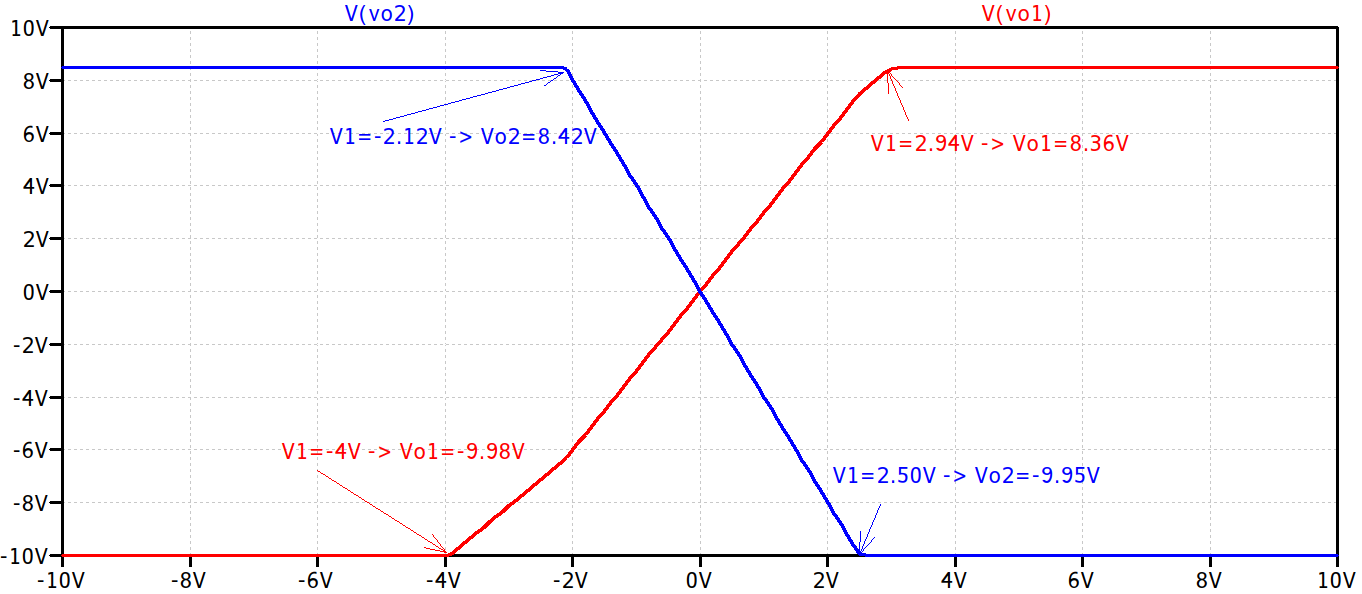 V(vo2)
V(vo1)
10V
8V
6V
4V
2V
0V
-2V
-4V
-6V
-8V
-10V
V1=-2.12V -> Vo2=8.42V
V1=2.94V -> Vo1=8.36V
V1=-4V -> Vo1=-9.98V
V1=2.50V -> Vo2=-9.95V
-10V -8V -6V -4V -2V 0V 2V 4V 6V 8V 10V